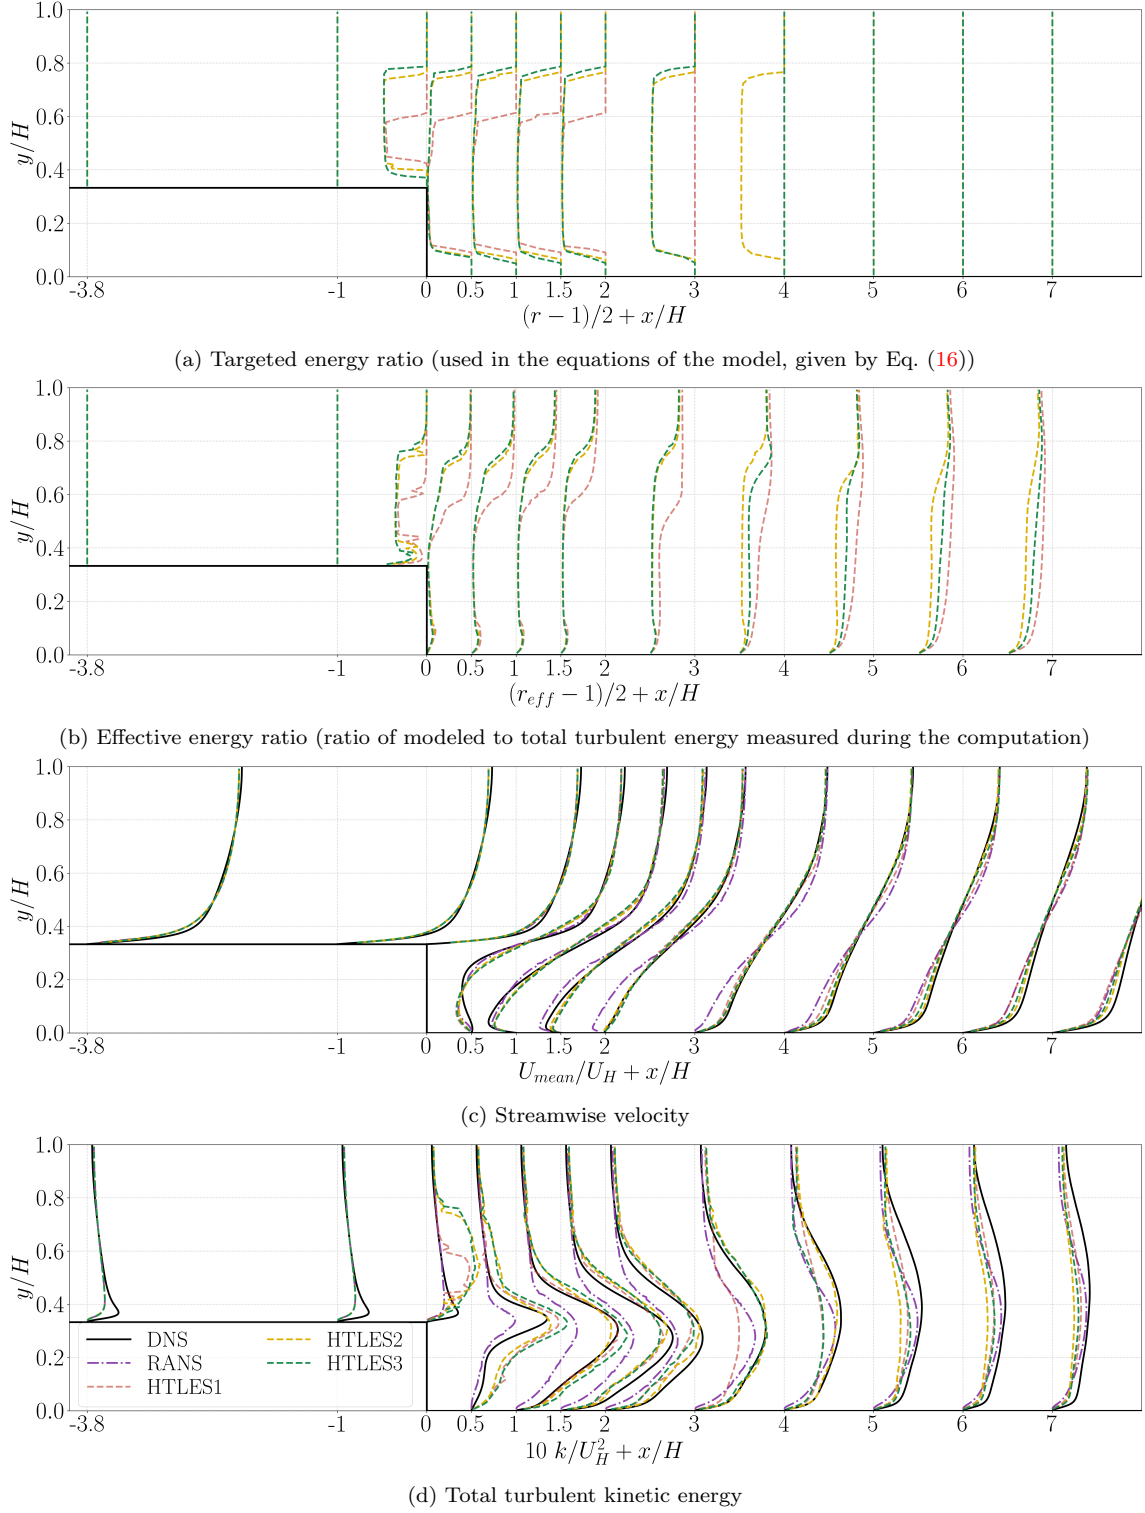 1.0
0.8
0.6
0.4
0.2
0.0
y/H
-3.8 -1 0 0.5 1 1.5 2 3 4 5 6 7
(r − 1)/2 + x/H
(a) Targeted energy ratio (used in the equations of the model, given by Eq. (16))
1.0
0.8
0.6
0.4
0.2
0.0
y/H
-3.8 -1 0 0.5 1 1.5 2 3 4 5 6 7
(r_{eff} − 1)/2 + x/H
(b) Effective energy ratio (ratio of modeled to total turbulent energy measured during the computation)
1.0
0.8
0.6
0.4
0.2
0.0
y/H
-3.8 -1 0 0.5 1 1.5 2 3 4 5 6 7
U_{mean}/U_H + x/H
(c) Streamwise velocity
1.0
0.8
0.6
0.4
0.2
0.0
y/H
DNS
RANS
HTLES1
HTLES2
HTLES3
-3.8 -1 0 0.5 1 1.5 2 3 4 5 6 7
10 k/U_H^2 + x/H
(d) Total turbulent kinetic energy